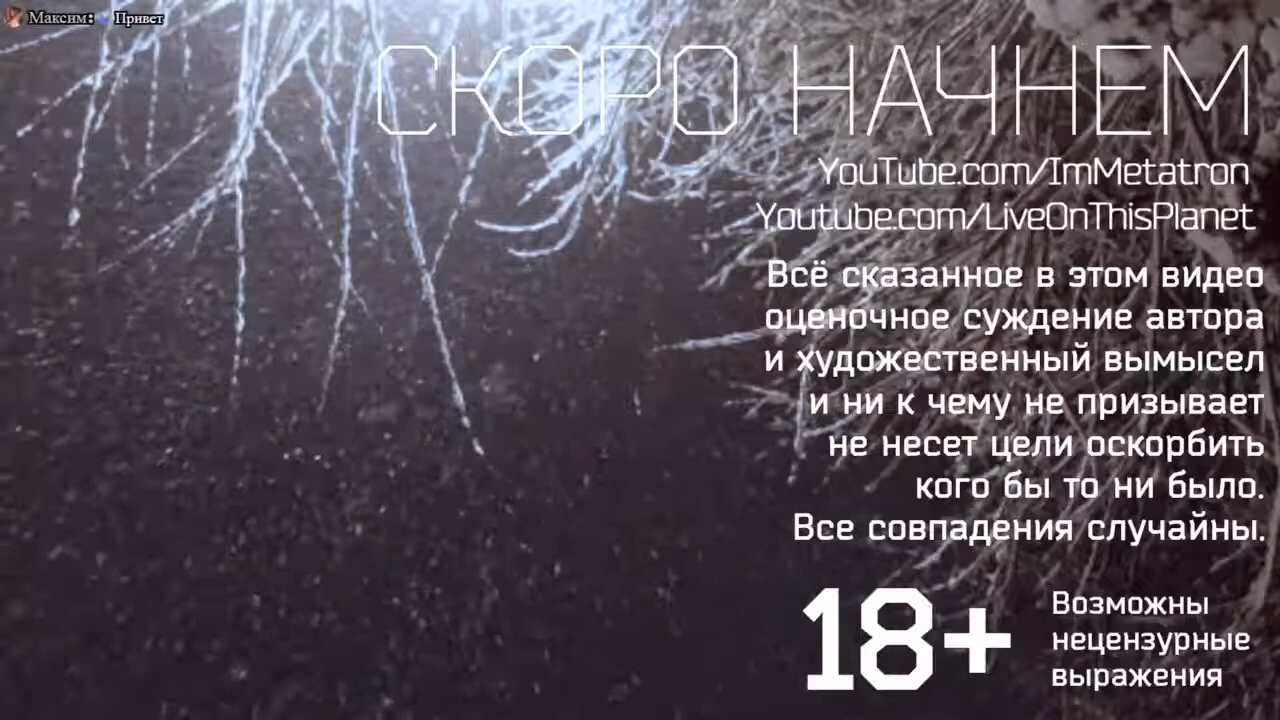 Максим: Привет
СКОРО НАЧНЕМ
YouTube.com/ImMetatron
Youtube.com/LiveOnThisPlanet
Всё сказанное в этом видео
оценочное суждение автора
и художественный вымысел
и ни к чему не призывает
не несет цели оскорбить
кого бы то ни было.
Все совпадения случайны.
18+
Возможны
нецензурные
выражения